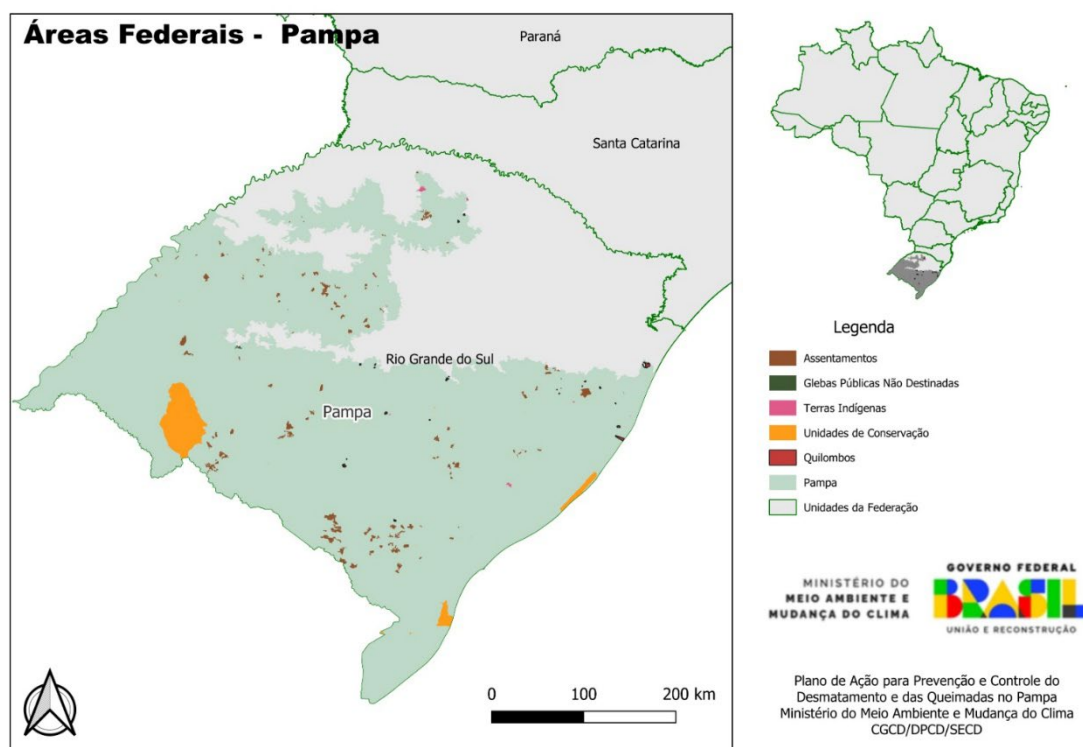 Áreas Federais - Pampa
Paraná
Santa Catarina
Rio Grande do Sul
Pampa
0 100 200 km
Legenda
Assentamentos
Glebas Públicas Não Destinadas
Terras Indígenas
Unidades de Conservação
Quilombos
Pampa
Unidades da Federação
MINISTÉRIO DO
MEIO AMBIENTE E
MUDANÇA DO CLIMA
GOVERNO FEDERAL
BRASIL
UNIÃO E RECONSTRUÇÃO
Plano de Ação para Prevenção e Controle do
Desmatamento e das Queimadas no Pampa
Ministério do Meio Ambiente e Mudança do Clima
CGCD/DPCD/SECD